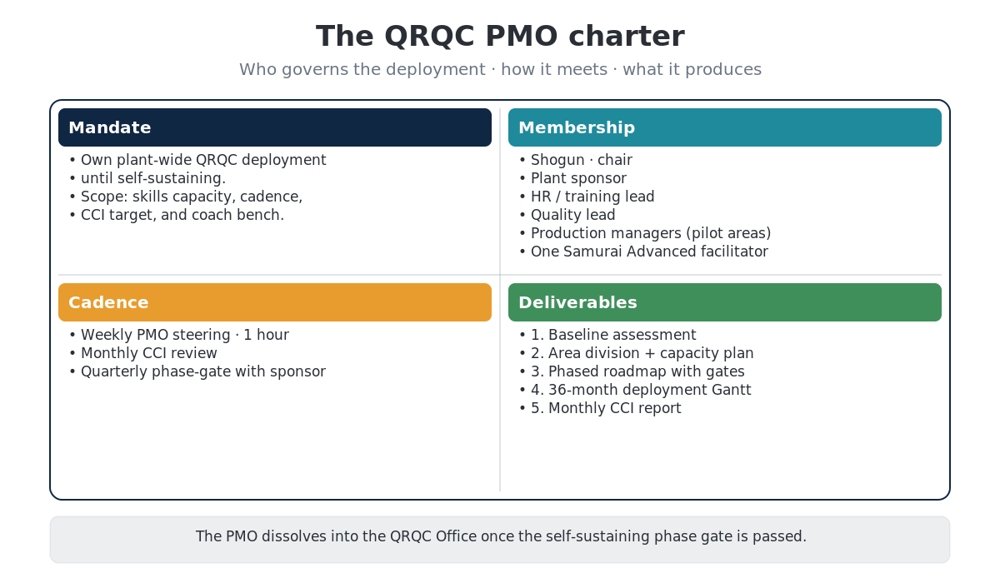 The QRQC PMO charter
Who governs the deployment · how it meets · what it produces
Mandate
• Own plant-wide QRQC deployment
• until self-sustaining.
• Scope: skills capacity, cadence,
• CCI target, and coach bench.
Membership
• Shogun · chair
• Plant sponsor
• HR / training lead
• Quality lead
• Production managers (pilot areas)
• One Samurai Advanced facilitator
Cadence
• Weekly PMO steering · 1 hour
• Monthly CCI review
• Quarterly phase-gate with sponsor
Deliverables
• 1. Baseline assessment
• 2. Area division + capacity plan
• 3. Phased roadmap with gates
• 4. 36-month deployment Gantt
• 5. Monthly CCI report
The PMO dissolves into the QRQC Office once the self-sustaining phase gate is passed.